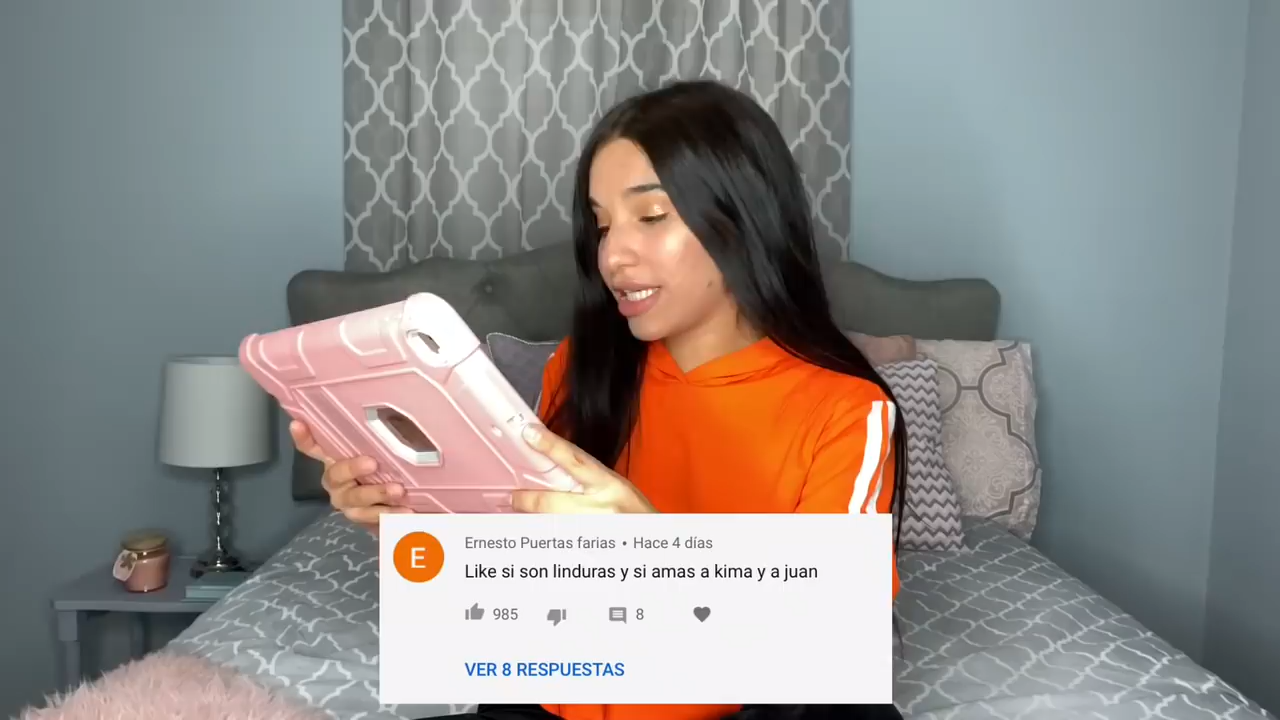 E
Ernesto Puertas farias • Hace 4 días
Like si son linduras y si amas a kima y a juan
985 8
VER 8 RESPUESTAS